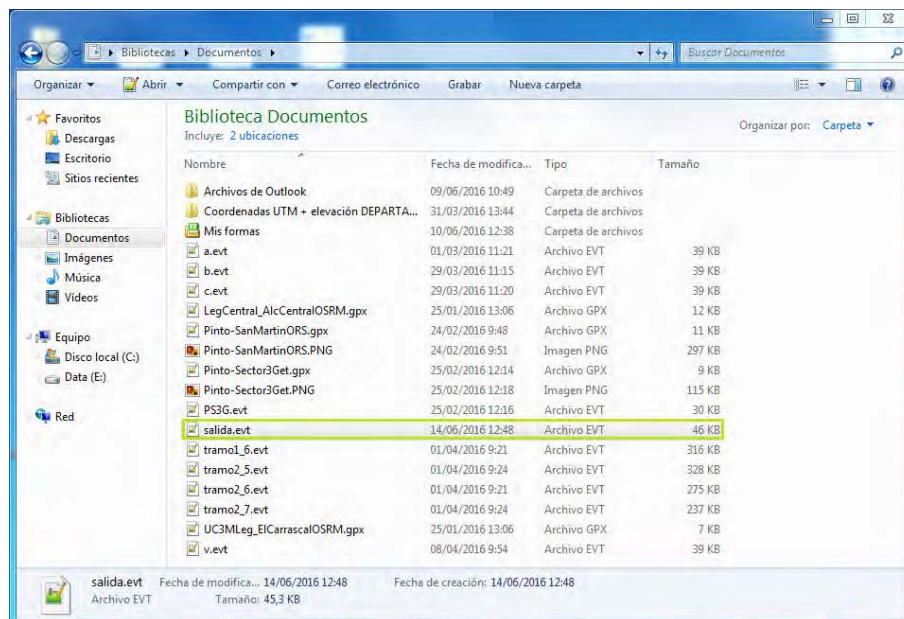 Bibliotecas ▸ Documentos ▸
Buscar Documentos
Organizar Abrir Compartir con Correo electrónico Grabar Nueva carpeta
Favoritos
Descargas
Escritorio
Sitios recientes
Bibliotecas
Documentos
Imágenes
Música
Vídeos
Equipo
Disco local (C:)
Data (E:)
Red
Biblioteca Documentos
Incluye: 2 ubicaciones
Organizar por: Carpeta
Nombre Fecha de modifica... Tipo Tamaño
Archivos de Outlook 09/06/2016 10:49 Carpeta de archivos
Coordenadas UTM + elevación DEPARTA... 31/03/2016 13:44 Carpeta de archivos
Mis formas 10/06/2016 12:38 Carpeta de archivos
a.evt 01/03/2016 11:21 Archivo EVT 39 KB
b.evt 29/03/2016 11:15 Archivo EVT 39 KB
c.evt 29/03/2016 11:20 Archivo EVT 39 KB
LegCentral_AlcCentralOSRM.gpx 25/01/2016 13:06 Archivo GPX 12 KB
Pinto-SanMartinORS.gpx 24/02/2016 9:48 Archivo GPX 11 KB
Pinto-SanMartinORS.PNG 24/02/2016 9:51 Imagen PNG 297 KB
Pinto-Sector3Get.gpx 25/02/2016 12:14 Archivo GPX 9 KB
Pinto-Sector3Get.PNG 25/02/2016 12:18 Imagen PNG 115 KB
PS3G.evt 25/02/2016 12:16 Archivo EVT 30 KB
salida.evt 14/06/2016 12:48 Archivo EVT 46 KB
tramo1_6.evt 01/04/2016 9:21 Archivo EVT 316 KB
tramo2_5.evt 01/04/2016 9:24 Archivo EVT 328 KB
tramo2_6.evt 01/04/2016 9:21 Archivo EVT 275 KB
tramo2_7.evt 01/04/2016 9:24 Archivo EVT 237 KB
UC3MLeg_ElCarrascalOSRM.gpx 25/01/2016 13:06 Archivo GPX 7 KB
v.evt 08/04/2016 9:54 Archivo EVT 39 KB
salida.evt Fecha de modifica... 14/06/2016 12:48 Fecha de creación: 14/06/2016 12:48
Archivo EVT Tamaño: 45,3 KB